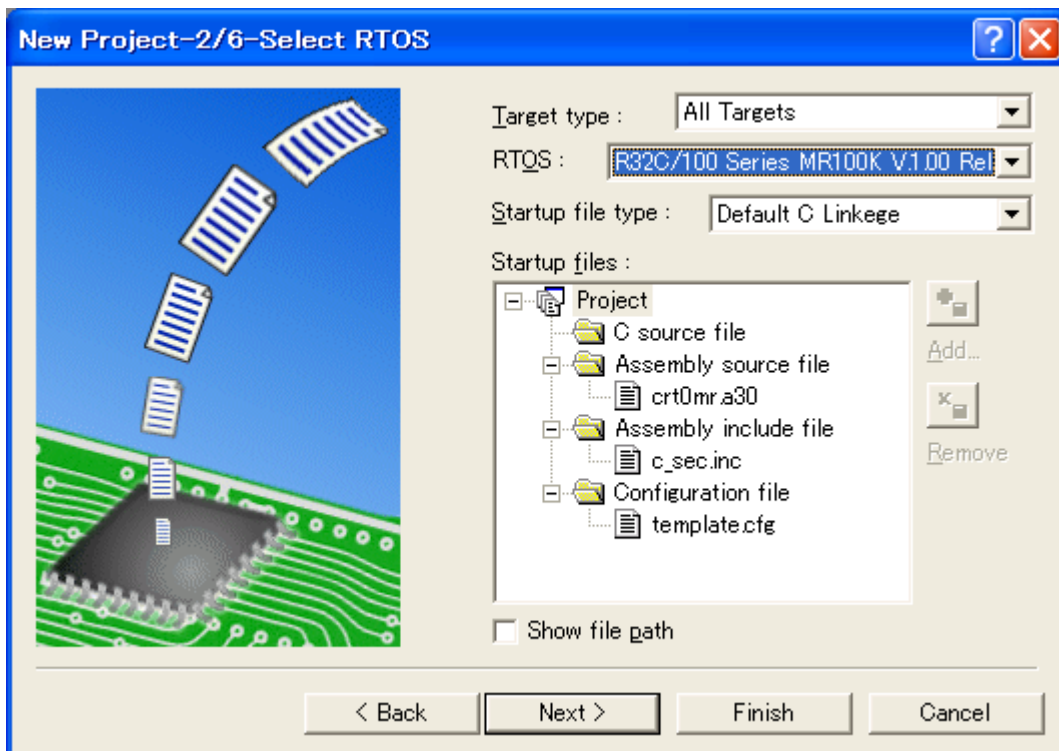 New Project-2/6-Select RTOS
Target type : All Targets
RTOS : R32C/100 Series MR100K V.1.00 Rel
Startup file type : Default C Linkege
Startup files :
Project
C source file
Assembly source file
crt0mr.a30
Assembly include file
c_sec.inc
Configuration file
template.cfg
Add...
Remove
Show file path
< Back Next > Finish Cancel